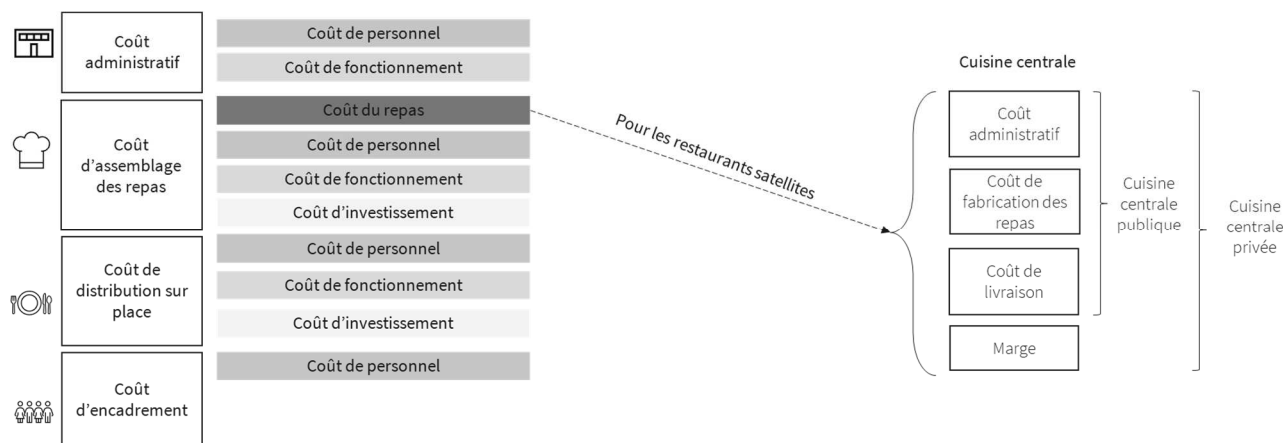 Coût
administratif
Coût de personnel
Coût de fonctionnement
Coût
d'assemblage
des repas
Coût du repas
Coût de personnel
Coût de fonctionnement
Coût d'investissement
Coût de
distribution sur
place
Coût de personnel
Coût de fonctionnement
Coût d'investissement
Coût
d'encadrement
Coût de personnel
Pour les restaurants satellites
Cuisine centrale
Coût
administratif
Coût de
fabrication des
repas
Coût de
livraison
Marge
Cuisine
centrale
publique
Cuisine
centrale
privée